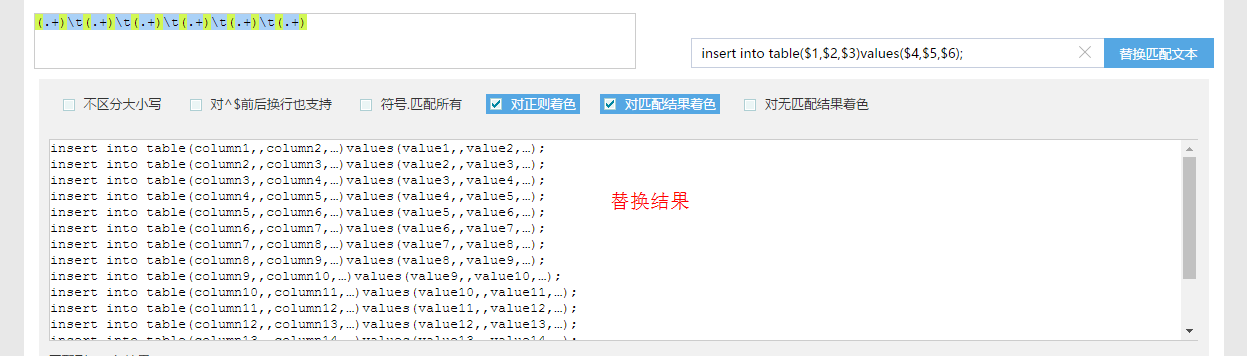 (.+)\t(.+)\t(.+)\t(.+)\t(.+)\t(.+)
insert into table($1,$2,$3)values($4,$5,$6);
替换匹配文本
不区分大小写 对^$前后换行也支持 符号.匹配所有 对正则着色 对匹配结果着色 对无匹配结果着色
insert into table(column1,,column2,…)values(value1,,value2,…);
insert into table(column2,,column3,…)values(value2,,value3,…);
insert into table(column3,,column4,…)values(value3,,value4,…);
insert into table(column4,,column5,…)values(value4,,value5,…);
替换结果
insert into table(column5,,column6,…)values(value5,,value6,…);
insert into table(column6,,column7,…)values(value6,,value7,…);
insert into table(column7,,column8,…)values(value7,,value8,…);
insert into table(column8,,column9,…)values(value8,,value9,…);
insert into table(column9,,column10,…)values(value9,,value10,…);
insert into table(column10,,column11,…)values(value10,,value11,…);
insert into table(column11,,column12,…)values(value11,,value12,…);
insert into table(column12,,column13,…)values(value12,,value13,…);
insert into table(column13,,column14,…)values(value13,,value14,…);